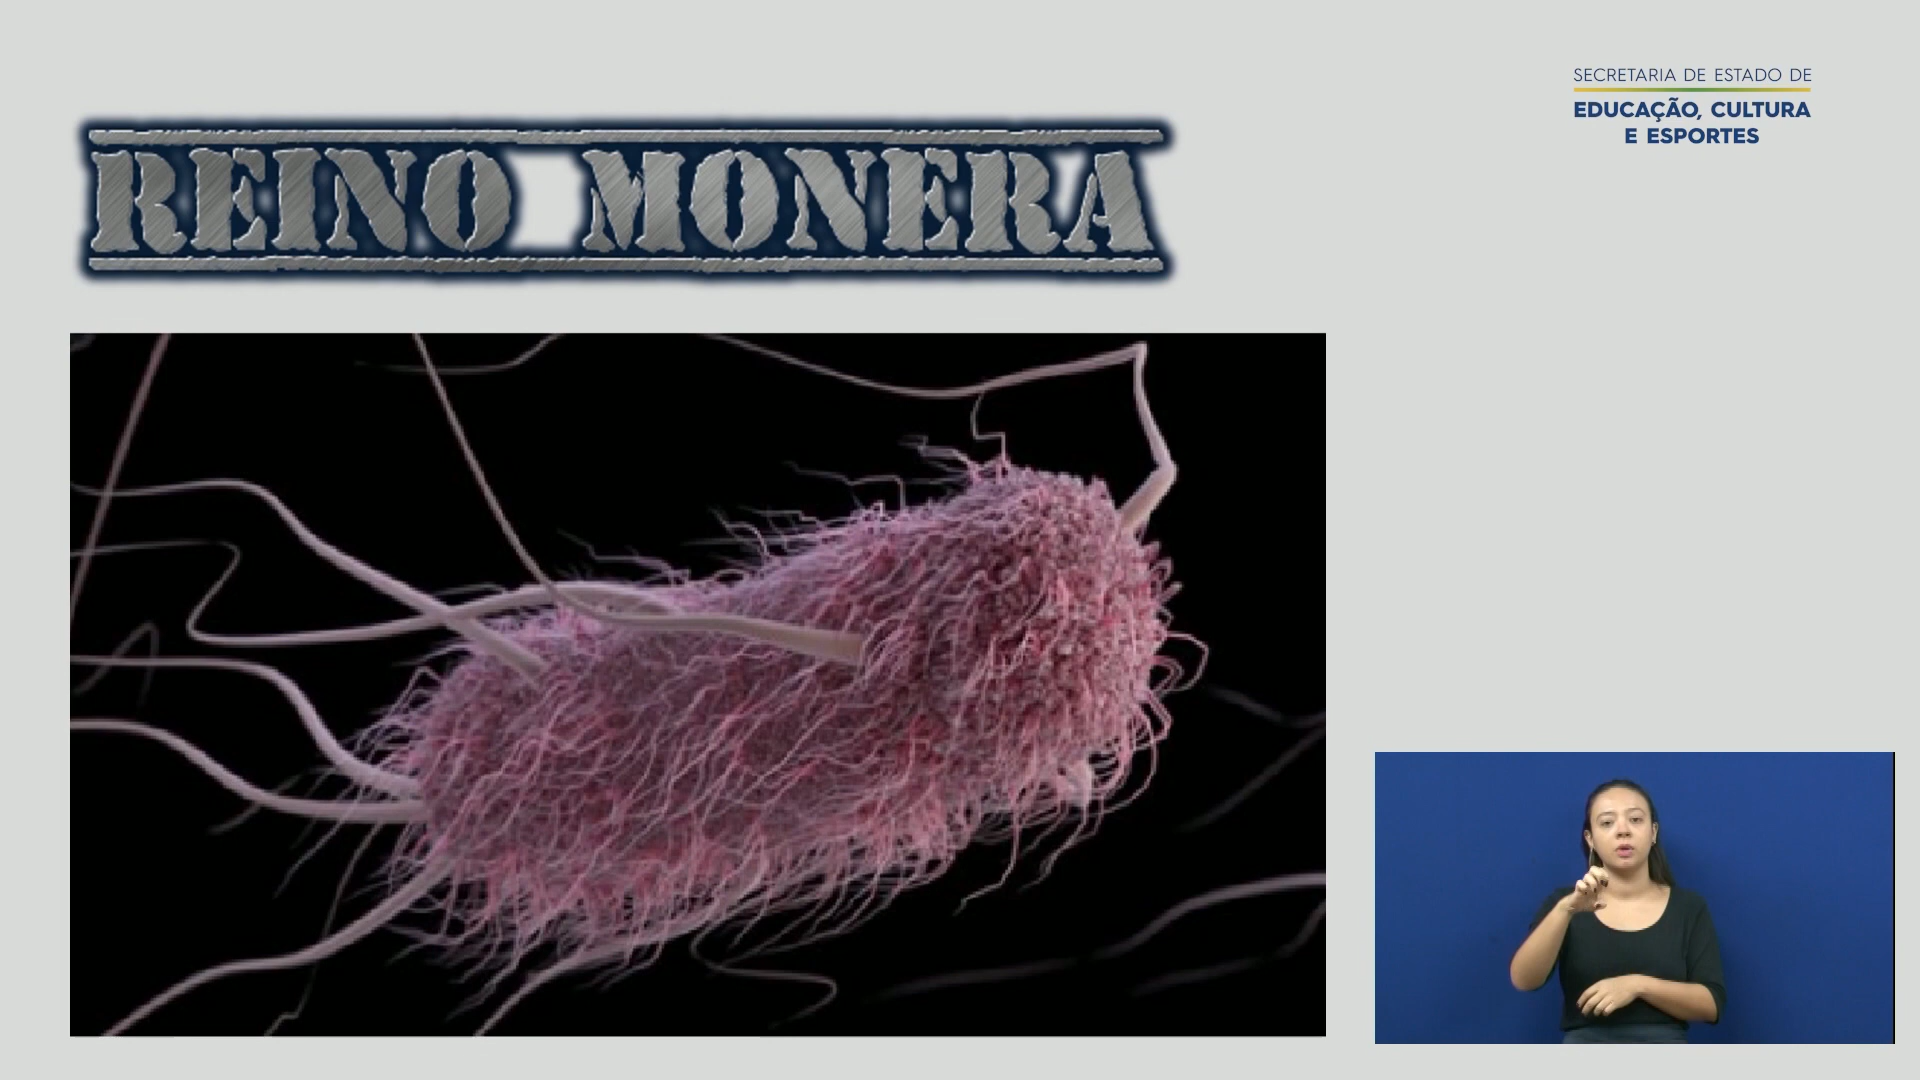 REINO MONERA
SECRETARIA DE ESTADO DE
EDUCAÇÃO, CULTURA
E ESPORTES